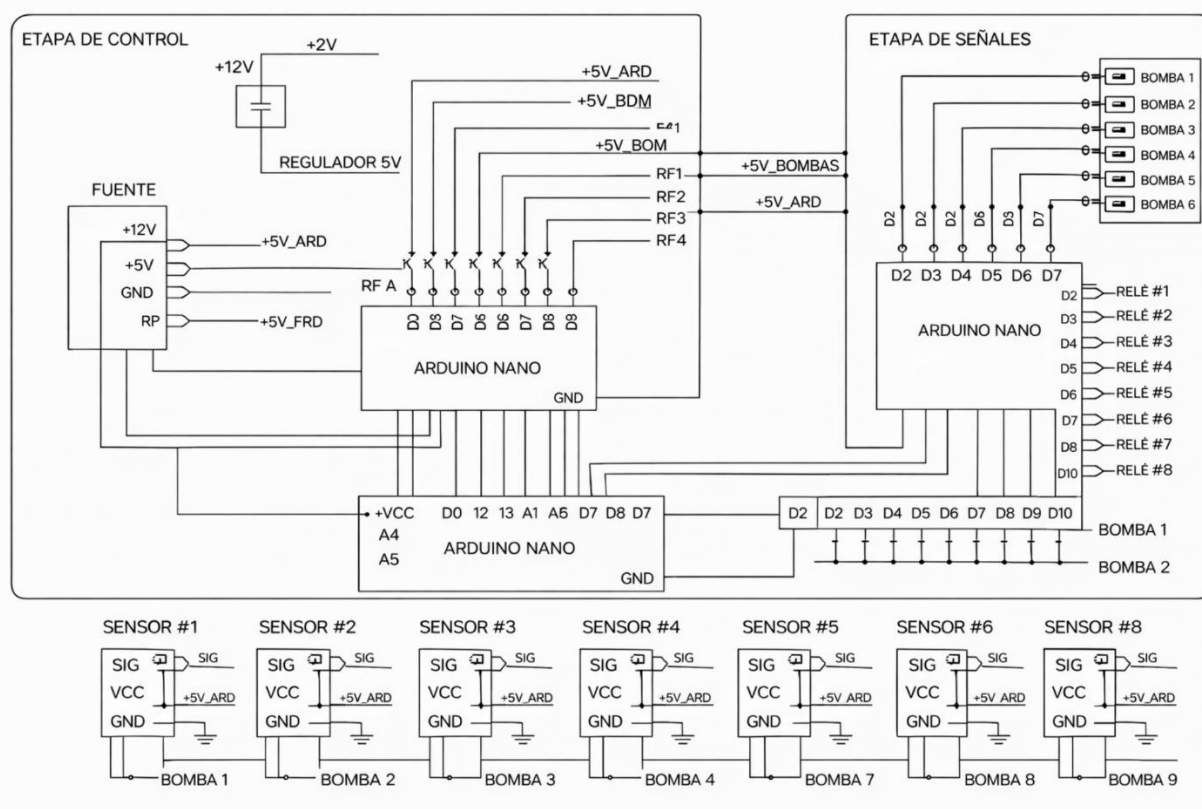 ETAPA DE CONTROL
+2V
+12V
REGULADOR 5V
+5V_ARD
+5V_BDM
+5V_BOM
RF1
RF2
RF3
RF4
+5V_BOMBAS
+5V_ARD
FUENTE
+12V
+5V
GND
RP
+5V_ARD
+5V_FRD
RF A
D8 D7 D6 D6 D7 D8
ARDUINO NANO
GND
+VCC D0 12 13 A1 A6 D7 D8 D7
A4
A5
ARDUINO NANO
GND
ETAPA DE SEÑALES
BOMBA 1
BOMBA 2
BOMBA 3
BOMBA 4
BOMBA 5
BOMBA 6
D2 D2 D2 D6 D7
D2 D3 D4 D5 D6 D7
ARDUINO NANO
D2 RELÉ #1
D3 RELÉ #2
D4 RELÉ #3
D5 RELÉ #4
D6 RELÉ #5
D7 RELÉ #6
D8 RELÉ #7
D10 RELÉ #8
D2 D2 D3 D4 D5 D6 D7 D8 D9 D10
BOMBA 1
BOMBA 2
SENSOR #1 SENSOR #2 SENSOR #3 SENSOR #4 SENSOR #5 SENSOR #6 SENSOR #8
SIG SIG SIG SIG SIG SIG SIG SIG SIG SIG SIG SIG SIG SIG
VCC +5V_ARD VCC +5V_ARD VCC +5V_ARD VCC +5V_ARD VCC +5V ARD VCC +5V_ARD VCC +5V_ARD
GND GND GND GND GND GND GND
BOMBA 1 BOMBA 2 BOMBA 3 BOMBA 4 BOMBA 7 BOMBA 8 BOMBA 9